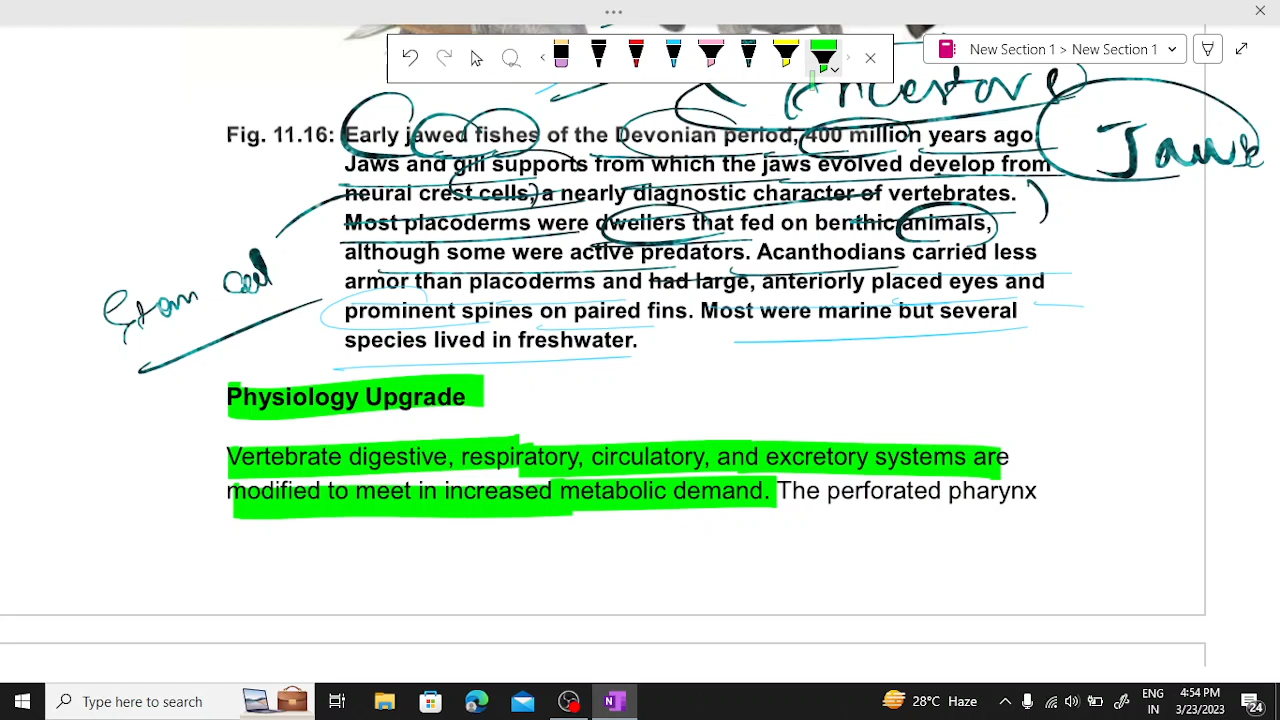 New Section 1 > New Section 1
Ancestors
Jaws
Fig. 11.16: Early jawed fishes of the Devonian period, 400 million years ago.
Jaws and gill supports from which the jaws evolved develop from
neural crest cells, a nearly diagnostic character of vertebrates.
Most placoderms were dwellers that fed on benthic animals,
although some were active predators. Acanthodians carried less
armor than placoderms and had large, anteriorly placed eyes and
prominent spines on paired fins. Most were marine but several
species lived in freshwater.
Stem cell
Physiology Upgrade
Vertebrate digestive, respiratory, circulatory, and excretory systems are
modified to meet in increased metabolic demand. The perforated pharynx
Type here to search
28°C Haze
ENG
IN
4:54 PM
3/23/2023
24